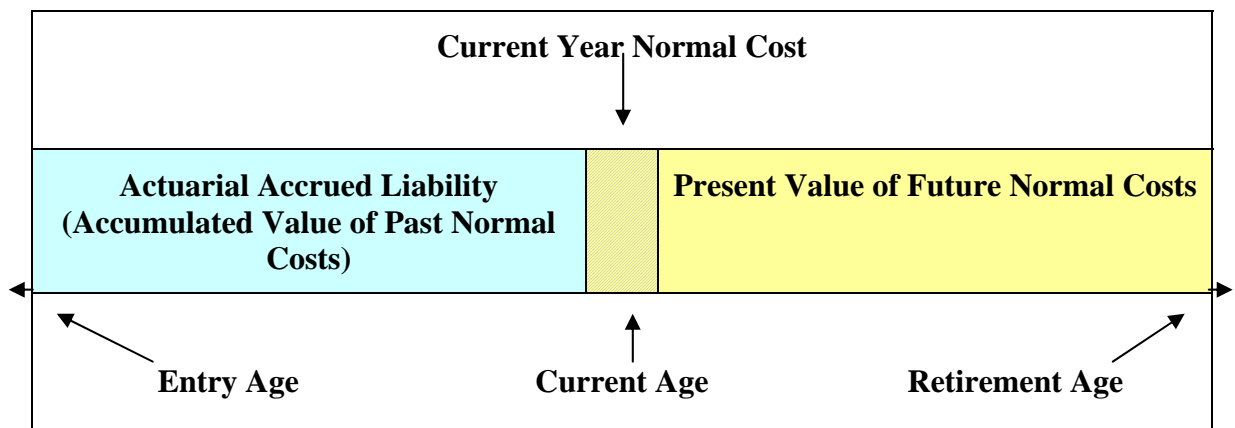 Current Year Normal Cost
Actuarial Accrued Liability
(Accumulated Value of Past Normal
Costs)
Present Value of Future Normal Costs
Entry Age
Current Age
Retirement Age